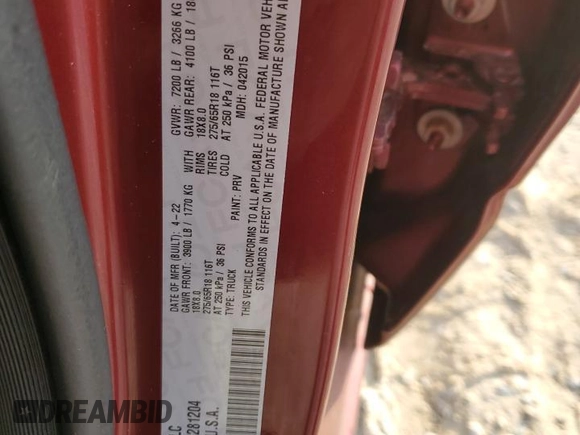 LC
DATE OF MFR (BUILT): 4-22 GVWR: 7200 LB / 3266 KG
GAWR FRONT: 3900 LB / 1770 KG WITH GAWR REAR: 4100 LB / 18
18X8.0 RIMS 18X8.0
275/65R18 116T TIRES 275/65R18 116T
AT 250 kPa / 36 PSI COLD AT 250 kPa / 36 PSI
TYPE: TRUCK PAINT: PRV MDH: 042015
THIS VEHICLE CONFORMS TO ALL APPLICABLE U.S.A. FEDERAL MOTOR VEHI
STANDARDS IN EFFECT ON THE DATE OF MANUFACTURE SHOWN AB
281204
U.S.A.
DREAMBID